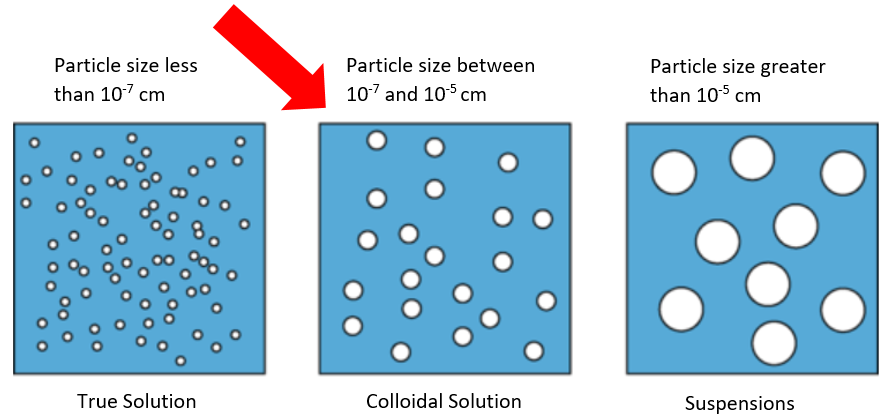 Particle size less
than 10⁻⁷ cm
Particle size between
10⁻⁷ and 10⁻⁵ cm
Particle size greater
than 10⁻⁵ cm
True Solution
Colloidal Solution
Suspensions